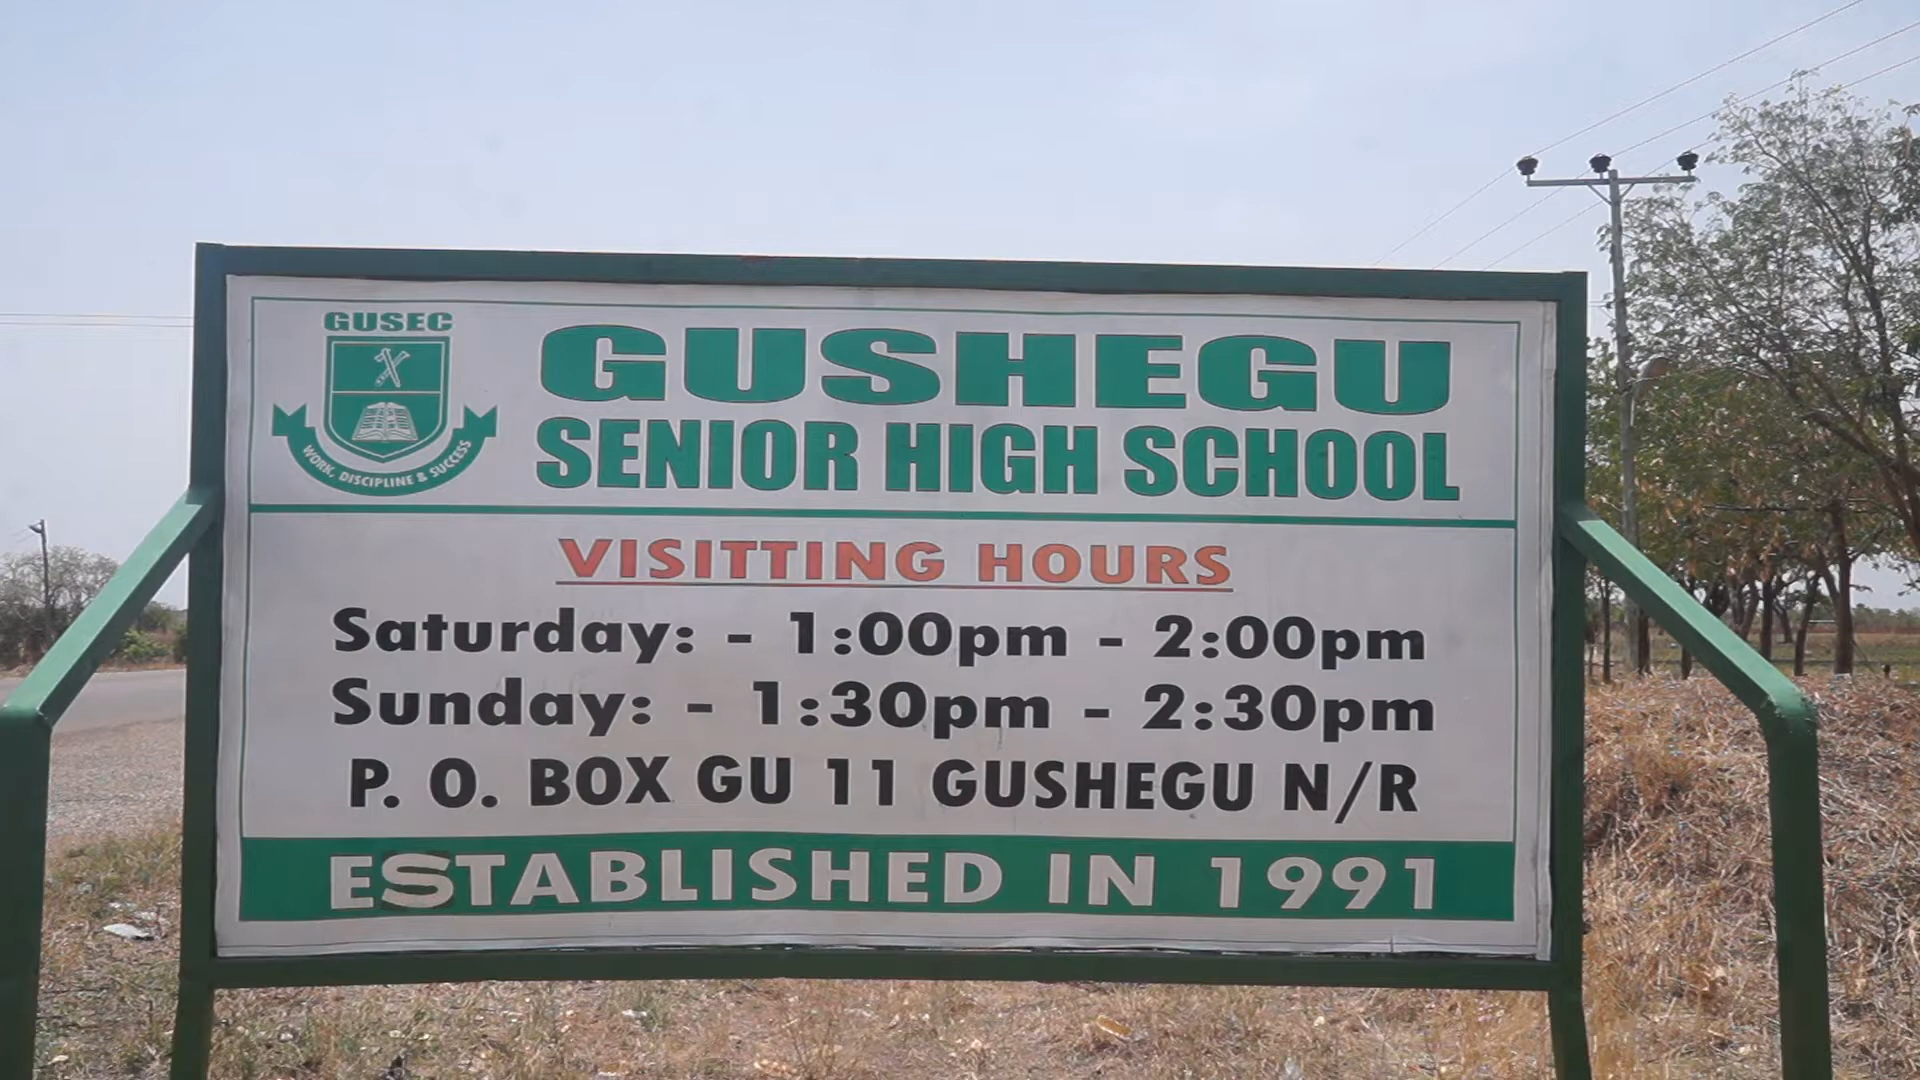 GUSEC
WORK, DISCIPLINE & SUCCESS
GUSHEGU
SENIOR HIGH SCHOOL
VISITTING HOURS
Saturday: - 1:00pm - 2:00pm
Sunday: - 1:30pm - 2:30pm
P. O. BOX GU 11 GUSHEGU N/R
ESTABLISHED IN 1991